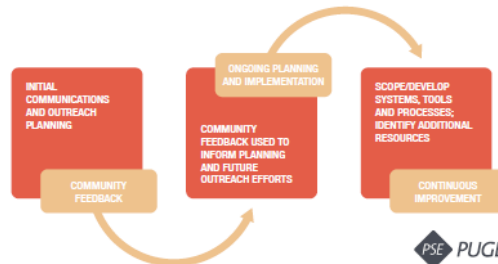 INITIAL
COMMUNICATIONS
AND OUTREACH
PLANNING
COMMUNITY
FEEDBACK
ONGOING PLANNING
AND IMPLEMENTATION
COMMUNITY
FEEDBACK USED TO
INFORM PLANNING
AND FUTURE
OUTREACH EFFORTS
SCOPE/DEVELOP
SYSTEMS, TOOLS
AND PROCESSES;
IDENTIFY ADDITIONAL
RESOURCES
CONTINUOUS
IMPROVEMENT
PSE PUGE